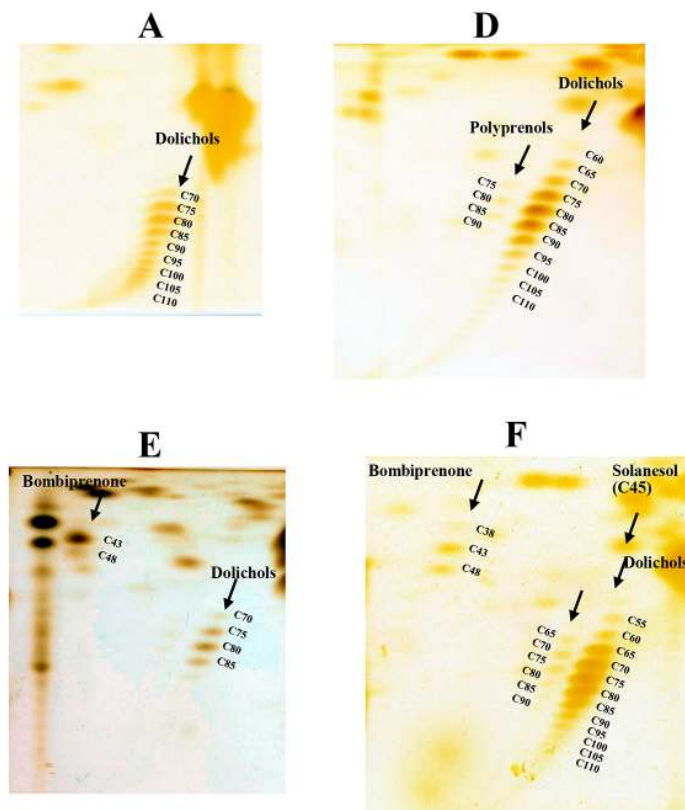 A
Dolichols
C70
C75
C80
C85
C90
C95
C100
C105
C110
D
Dolichols
Polyprenols
C60
C65
C70
C75
C80
C85
C90
C95
C100
C105
C110
C75
C80
C85
C90
E
Bombiprenone
C43
C48
Dolichols
C70
C75
C80
C85
F
Bombiprenone
C38
C43
C48
Solanesol
(C45)
Dolichols
C55
C60
C65
C70
C75
C80
C85
C90
C95
C100
C105
C110
C65
C70
C75
C80
C85
C90